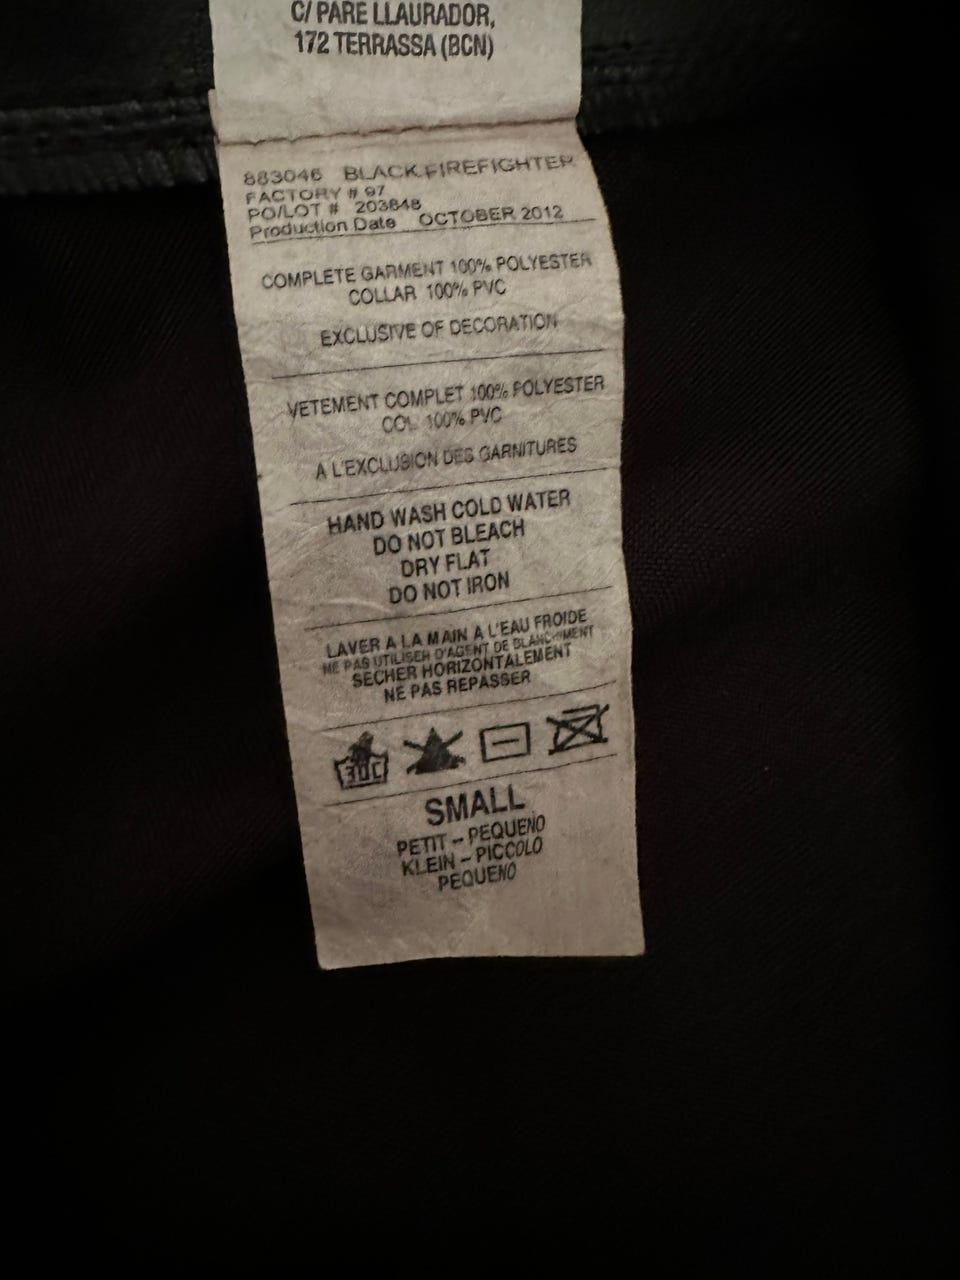 C/ PARE LLAURADOR,
172 TERRASSA (BCN)
883046 BLACK FIREFIGHTER
FACTORY # 97
PO/LOT # 203848
Production Date OCTOBER 2012
COMPLETE GARMENT 100% POLYESTER
COLLAR 100% PVC
EXCLUSIVE OF DECORATION
VETEMENT COMPLET 100% POLYESTER
COL 100% PVC
A L'EXCLUSION DES GARNITURES
HAND WASH COLD WATER
DO NOT BLEACH
DRY FLAT
DO NOT IRON
LAVER A LA MAIN A L'EAU FROIDE
NE PAS UTILISER D'AGENT DE BLANCHIMENT
SECHER HORIZONTALEMENT
NE PAS REPASSER
30C
SMALL
PETIT – PEQUENO
KLEIN – PICCOLO
PEQUENO